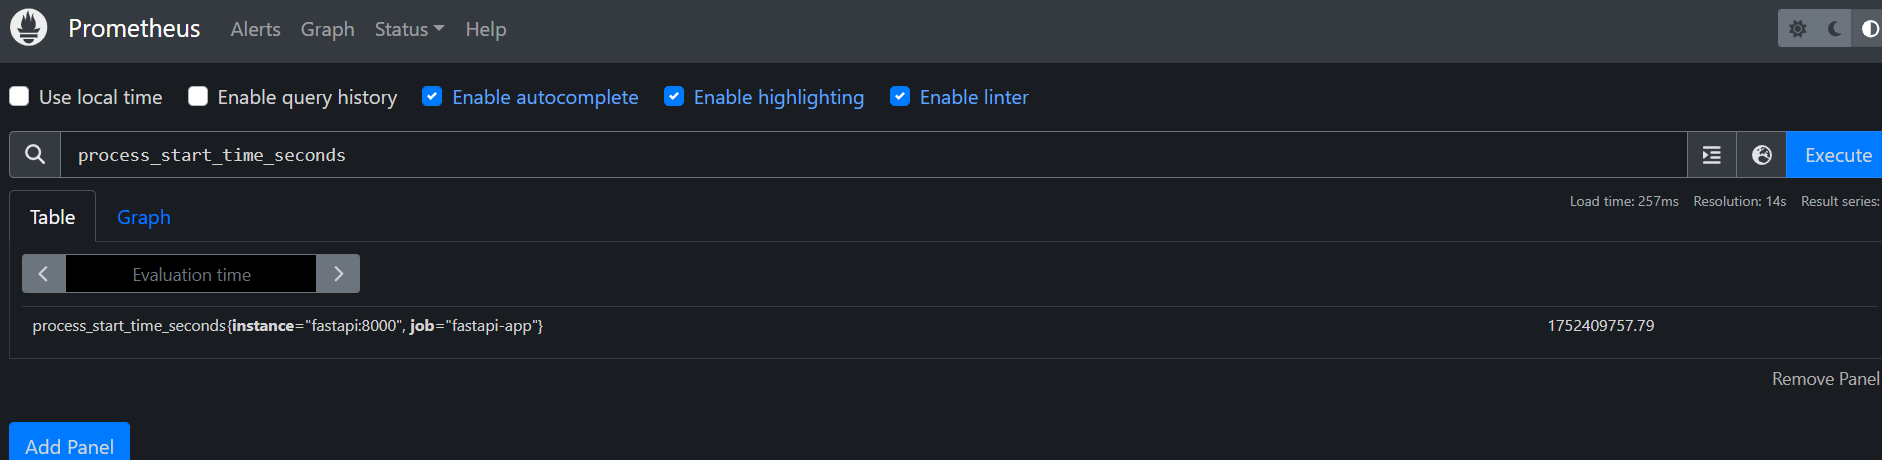 Prometheus Alerts Graph Status Help
Use local time Enable query history Enable autocomplete Enable highlighting Enable linter
process_start_time_seconds Execute
Table Graph Load time: 257ms Resolution: 14s Result series:
Evaluation time
process_start_time_seconds{instance="fastapi:8000", job="fastapi-app"} 1752409757.79
Remove Panel
Add Panel